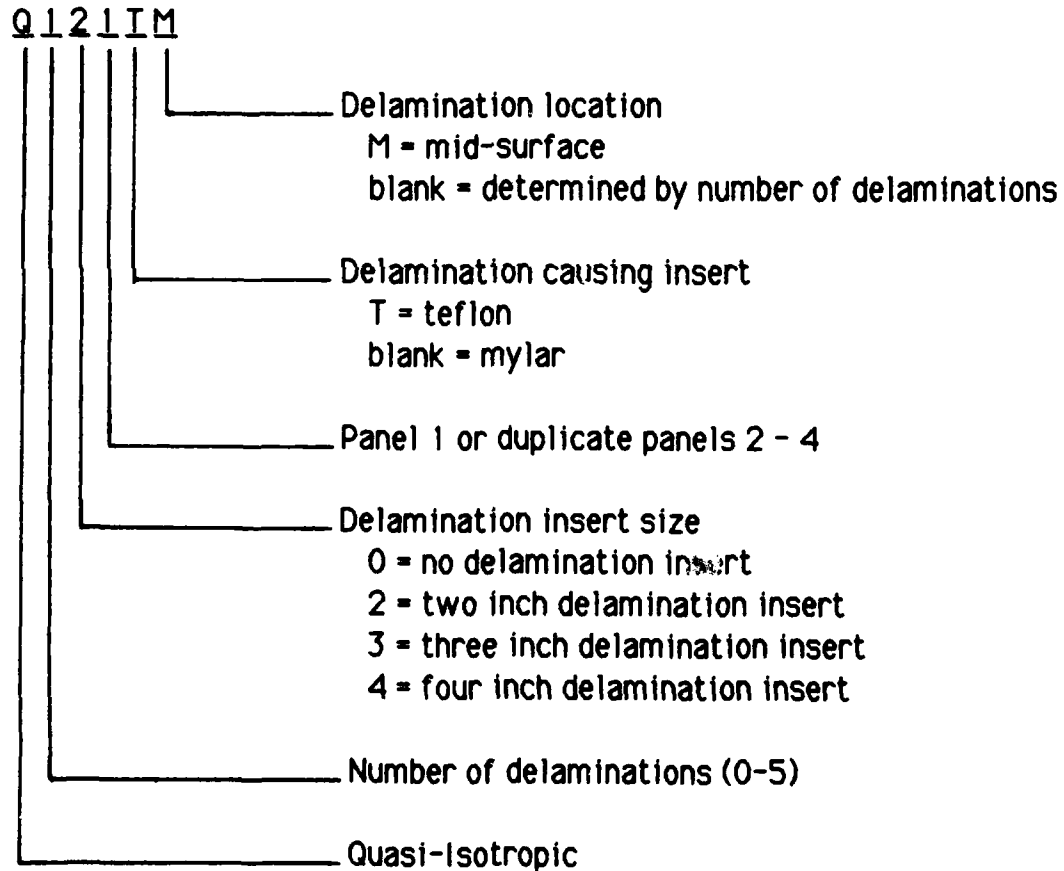 Q121TM
Delamination location
M = mid-surface
blank = determined by number of delaminations
Delamination causing insert
T = teflon
blank = mylar
Panel 1 or duplicate panels 2 - 4
Delamination insert size
0 = no delamination insert
2 = two inch delamination insert
3 = three inch delamination insert
4 = four inch delamination insert
Number of delaminations (0-5)
Quasi-Isotropic